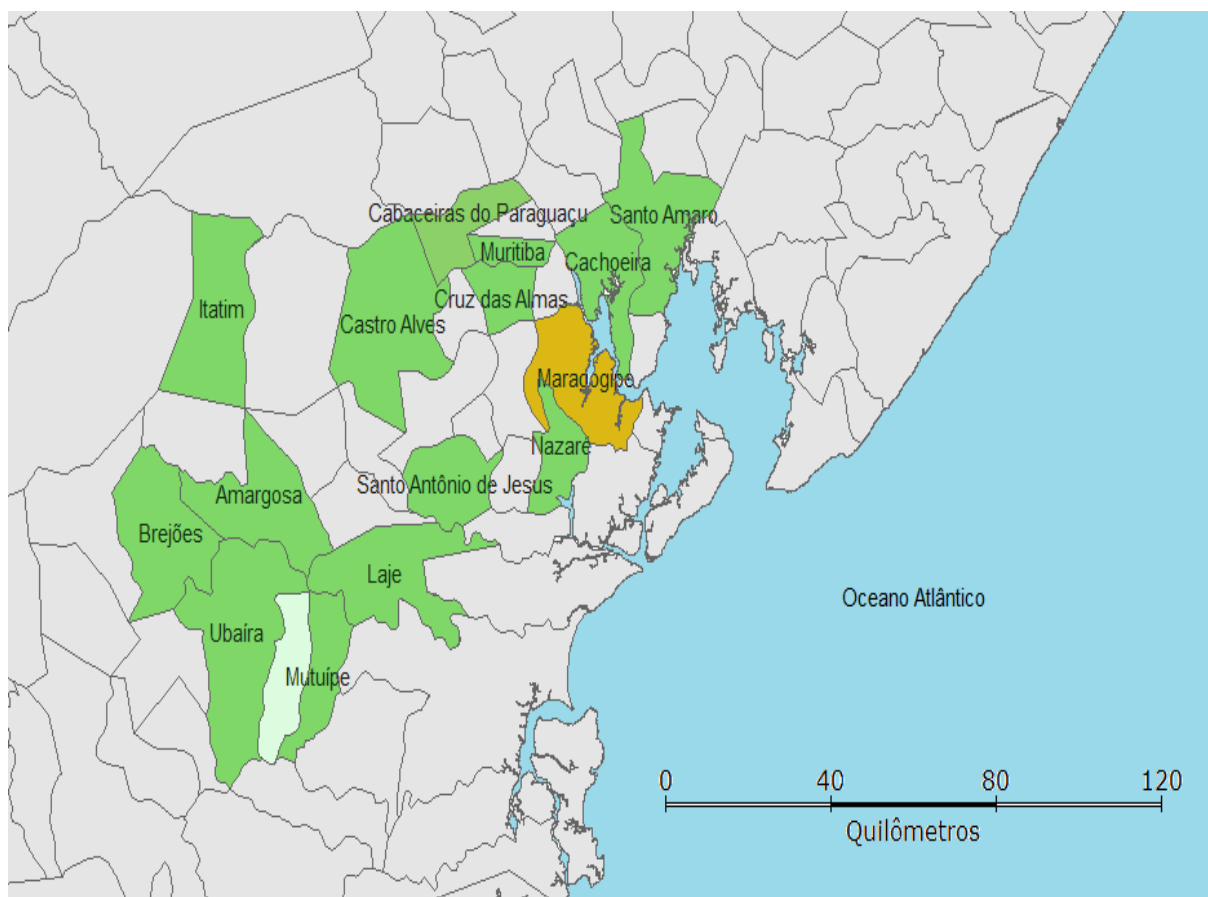 Cabaceiras do Paraguaçu
Santo Amaro
Muritiba
Cachoeira
Cruz das Almas
Itatim
Castro Alves
Maragogipe
Nazaré
Santo Antônio de Jesus
Amargosa
Brejões
Laje
Oceano Atlântico
Ubaíra
Mutuípe
0 40 80 120
Quilômetros